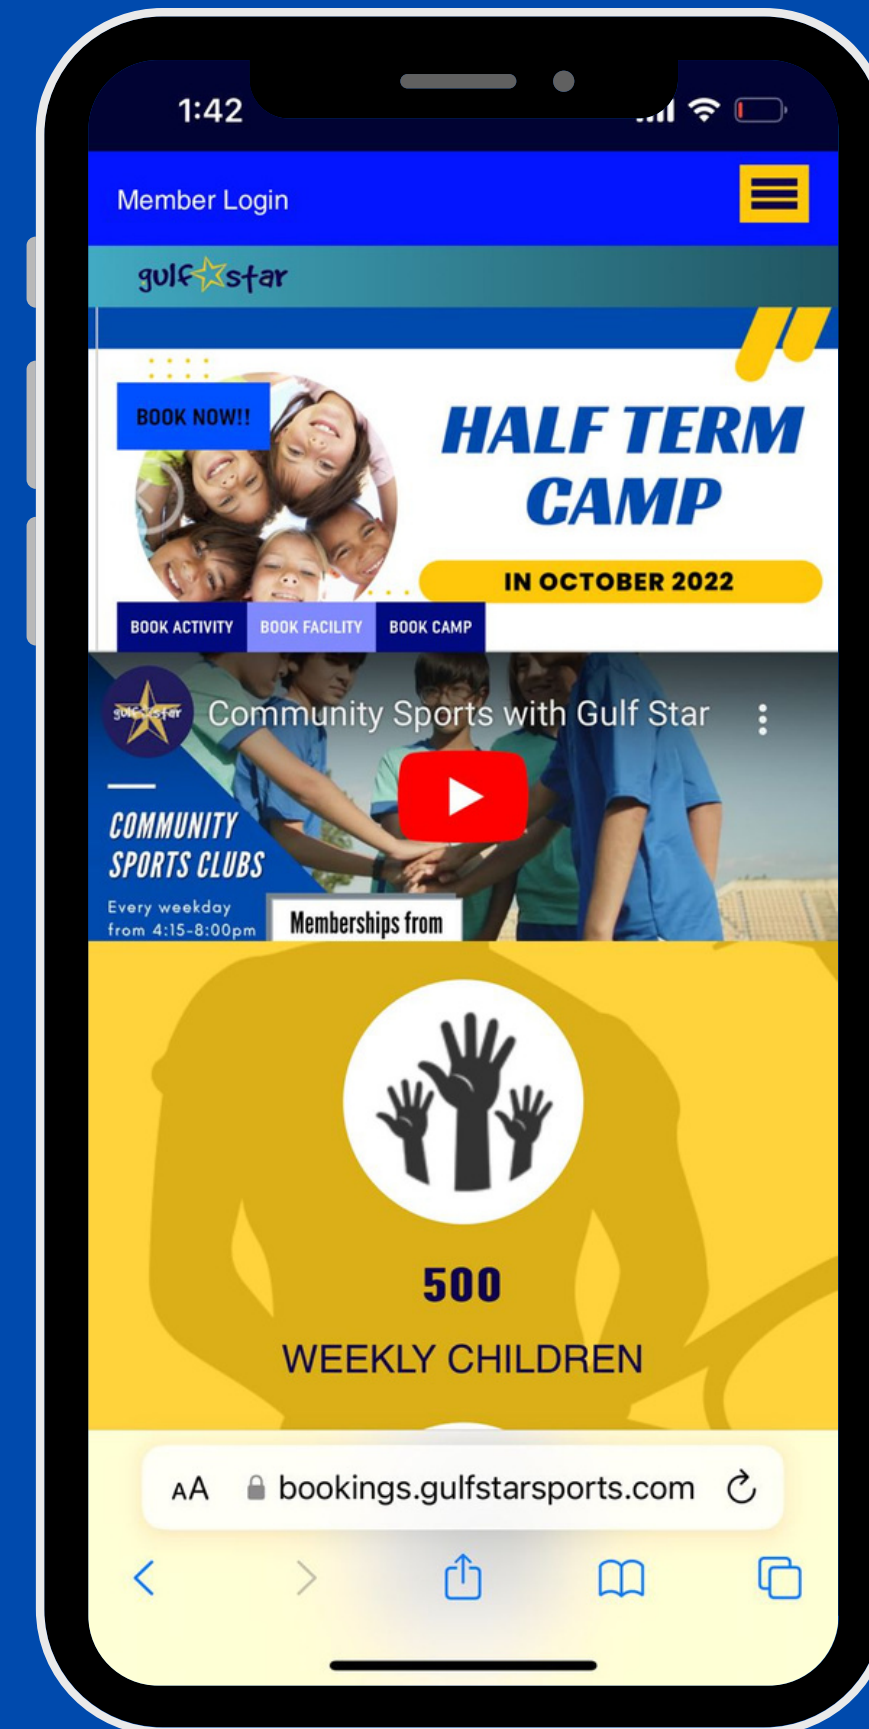 1:42
Member Login
gulf star
BOOK NOW!!
HALF TERM
CAMP
IN OCTOBER 2022
BOOK ACTIVITY BOOK FACILITY BOOK CAMP
gulf star
Community Sports with Gulf Star
COMMUNITY
SPORTS CLUBS
Every weekday
from 4:15-8:00pm
Memberships from
500
WEEKLY CHILDREN
AA bookings.gulfstarsports.com